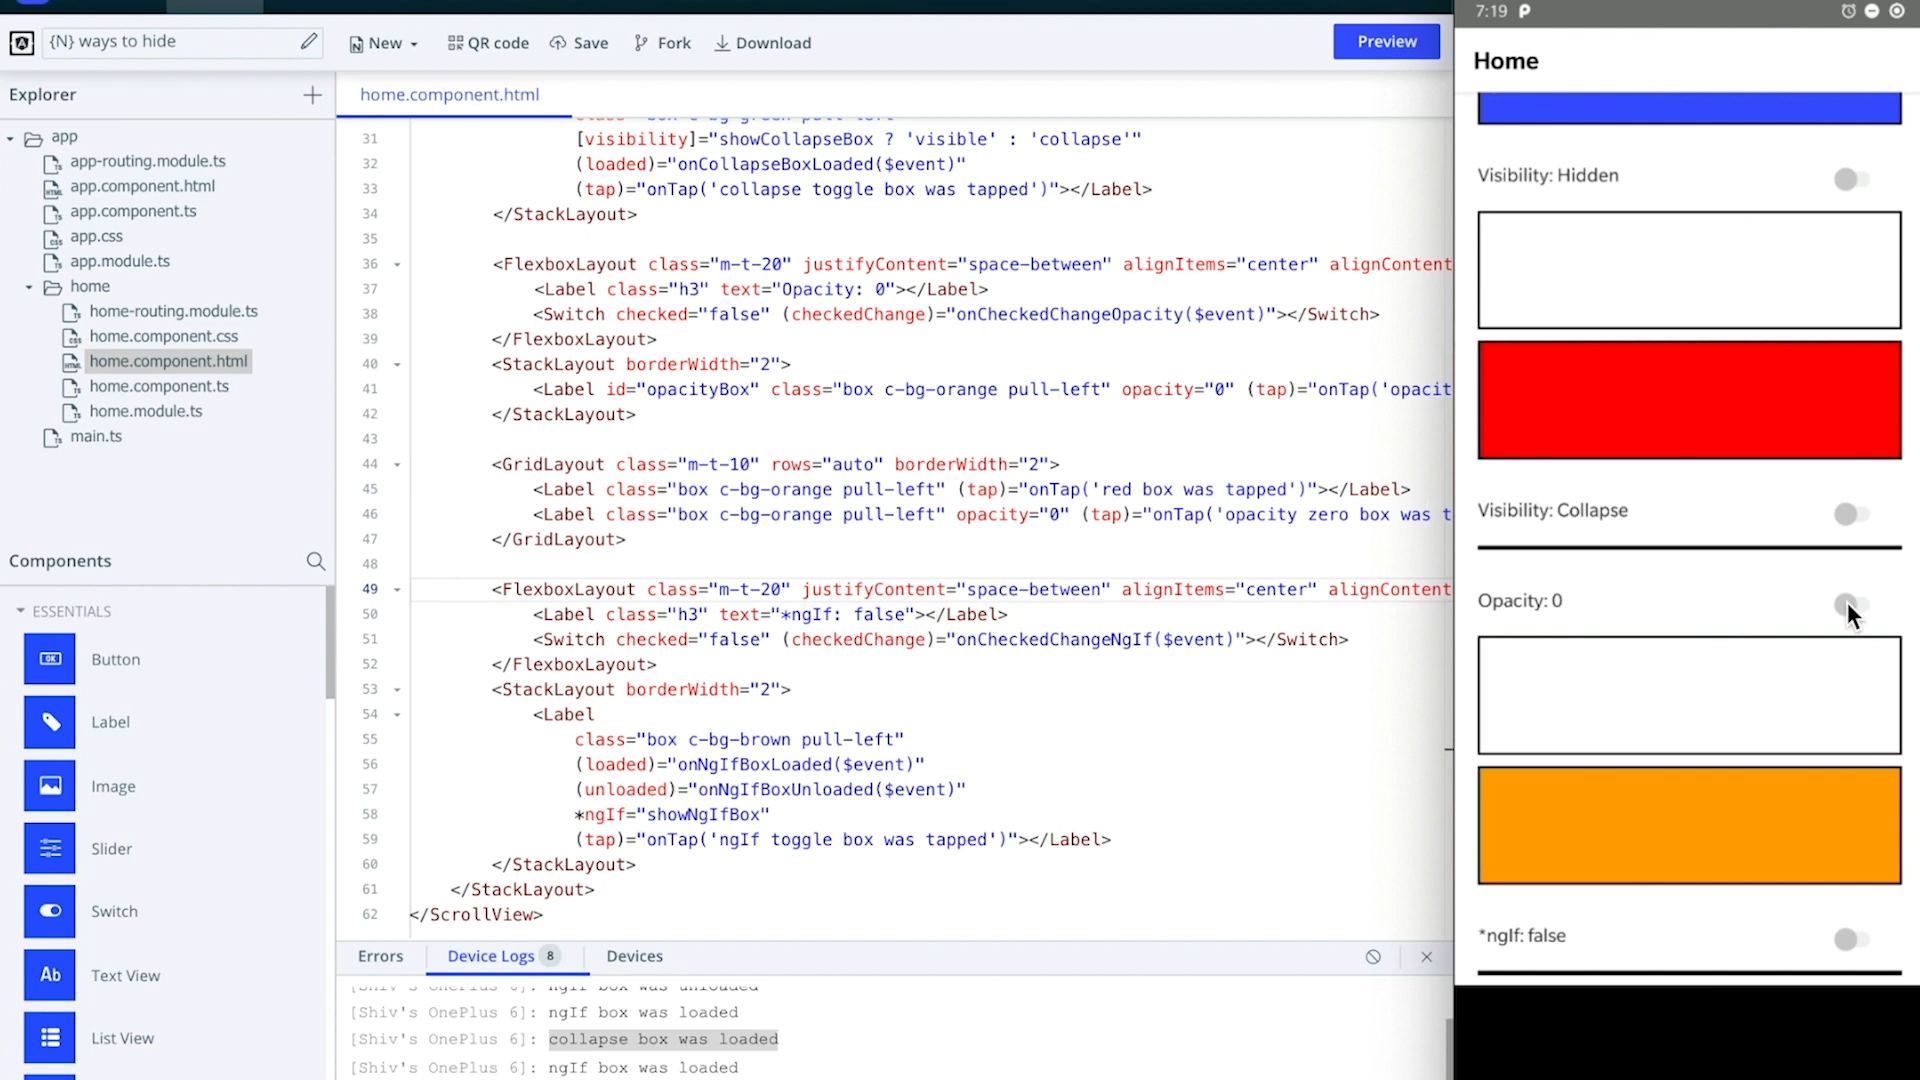 {N} ways to hide
New
QR code
Save
Fork
Download
Preview
Explorer
app
app-routing.module.ts
app.component.html
app.component.ts
app.css
app.module.ts
home
home-routing.module.ts
home.component.css
home.component.html
home.component.ts
home.module.ts
main.ts
Components
ESSENTIALS
OK
Button
Label
Image
Slider
Switch
Ab
Text View
List View
home.component.html
31 [visibility]="showCollapseBox ? 'visible' : 'collapse'"
32 (loaded)="onCollapseBoxLoaded($event)"
33 (tap)="onTap('collapse toggle box was tapped')"></Label>
34 </StackLayout>
35
36 <FlexboxLayout class="m-t-20" justifyContent="space-between" alignItems="center" alignContent
37 <Label class="h3" text="Opacity: 0"></Label>
38 <Switch checked="false" (checkedChange)="onCheckedChangeOpacity($event)"></Switch>
39 </FlexboxLayout>
40 <StackLayout borderWidth="2">
41 <Label id="opacityBox" class="box c-bg-orange pull-left" opacity="0" (tap)="onTap('opacit
42 </StackLayout>
43
44 <GridLayout class="m-t-10" rows="auto" borderWidth="2">
45 <Label class="box c-bg-orange pull-left" (tap)="onTap('red box was tapped')"></Label>
46 <Label class="box c-bg-orange pull-left" opacity="0" (tap)="onTap('opacity zero box was t
47 </GridLayout>
48
49 <FlexboxLayout class="m-t-20" justifyContent="space-between" alignItems="center" alignContent
50 <Label class="h3" text="*ngIf: false"></Label>
51 <Switch checked="false" (checkedChange)="onCheckedChangeNgIf($event)"></Switch>
52 </FlexboxLayout>
53 <StackLayout borderWidth="2">
54 <Label
55 class="box c-bg-brown pull-left"
56 (loaded)="onNgIfBoxLoaded($event)"
57 (unloaded)="onNgIfBoxUnloaded($event)"
58 *ngIf="showNgIfBox"
59 (tap)="onTap('ngIf toggle box was tapped')"></Label>
60 </StackLayout>
61 </StackLayout>
62 </ScrollView>
Errors
Device Logs 8
Devices
[Shiv's OnePlus 6]: ngIf box was unloaded
[Shiv's OnePlus 6]: ngIf box was loaded
[Shiv's OnePlus 6]: collapse box was loaded
[Shiv's OnePlus 6]: ngIf box was loaded
7:19
Home
Visibility: Hidden
Visibility: Collapse
Opacity: 0
*ngIf: false